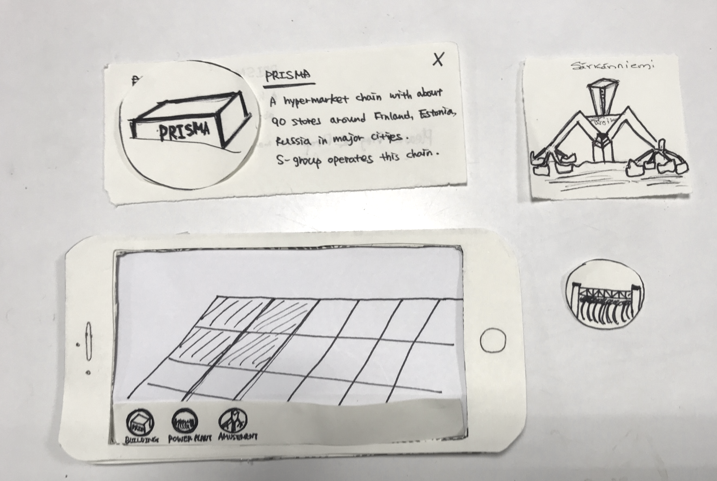 PRISMA
X
A hypermarket chain with about
90 stores around Finland, Estonia,
Russia in major cities.
S-group operates this chain.
PRISMA
Särkänniemi
BUILDING
POWER PLANT
AMUSEMENT